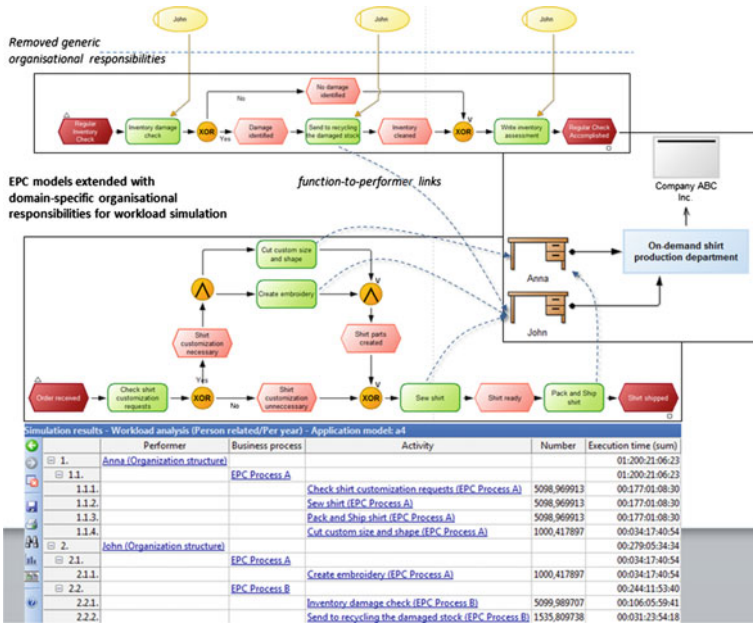 John
John
John
Removed generic
organisational responsibilities
No damage
identified
No
Regular
Inventory
Check
Inventory damage
check
XOR
Yes
Damage
identified
Send to recycling
the damaged stock
Inventory
cleaned
XOR
V
Write inventory
assessment
Regular Check
Accomplished
EPC models extended with
domain-specific organisational
responsibilities for workload simulation
function-to-performer links
Company ABC
Inc.
On-demand shirt
production department
Anna
John
Cut custom size
and shape
Create embroidery
V
Shirt
customization
necessary
Shirt parts
created
Order received
Check shirt
customization
requests
Yes
XOR
No
Shirt
customization
unneccessary
XOR
V
Sew shirt
Shirt ready
Pack and Ship
shirt
Shirt shipped
Simulation results - Workload analysis (Person related/Per year) - Application model: a4
Performer Business process Activity Number Execution time (sum)
1. Anna (Organization structure) 01:200:21:06:23
1.1. EPC Process A 01:200:21:06:23
1.1.1. Check shirt customization requests (EPC Process A) 5098,969913 00:177:01:08:30
1.1.2. Sew shirt (EPC Process A) 5098,969913 00:177:01:08:30
1.1.3. Pack and Ship shirt (EPC Process A) 5098,969913 00:177:01:08:30
1.1.4. Cut custom size and shape (EPC Process A) 1000,417897 00:034:17:40:54
2. John (Organization structure) 00:279:05:34:34
2.1. EPC Process A 00:034:17:40:54
2.1.1. Create embroidery (EPC Process A) 1000,417897 00:034:17:40:54
2.2. EPC Process B 00:244:11:53:40
2.2.1. Inventory damage check (EPC Process B) 5099,989707 00:106:05:59:41
2.2.2. Send to recycling the damaged stock (EPC Process B) 1535,809738 00:031:23:54:18